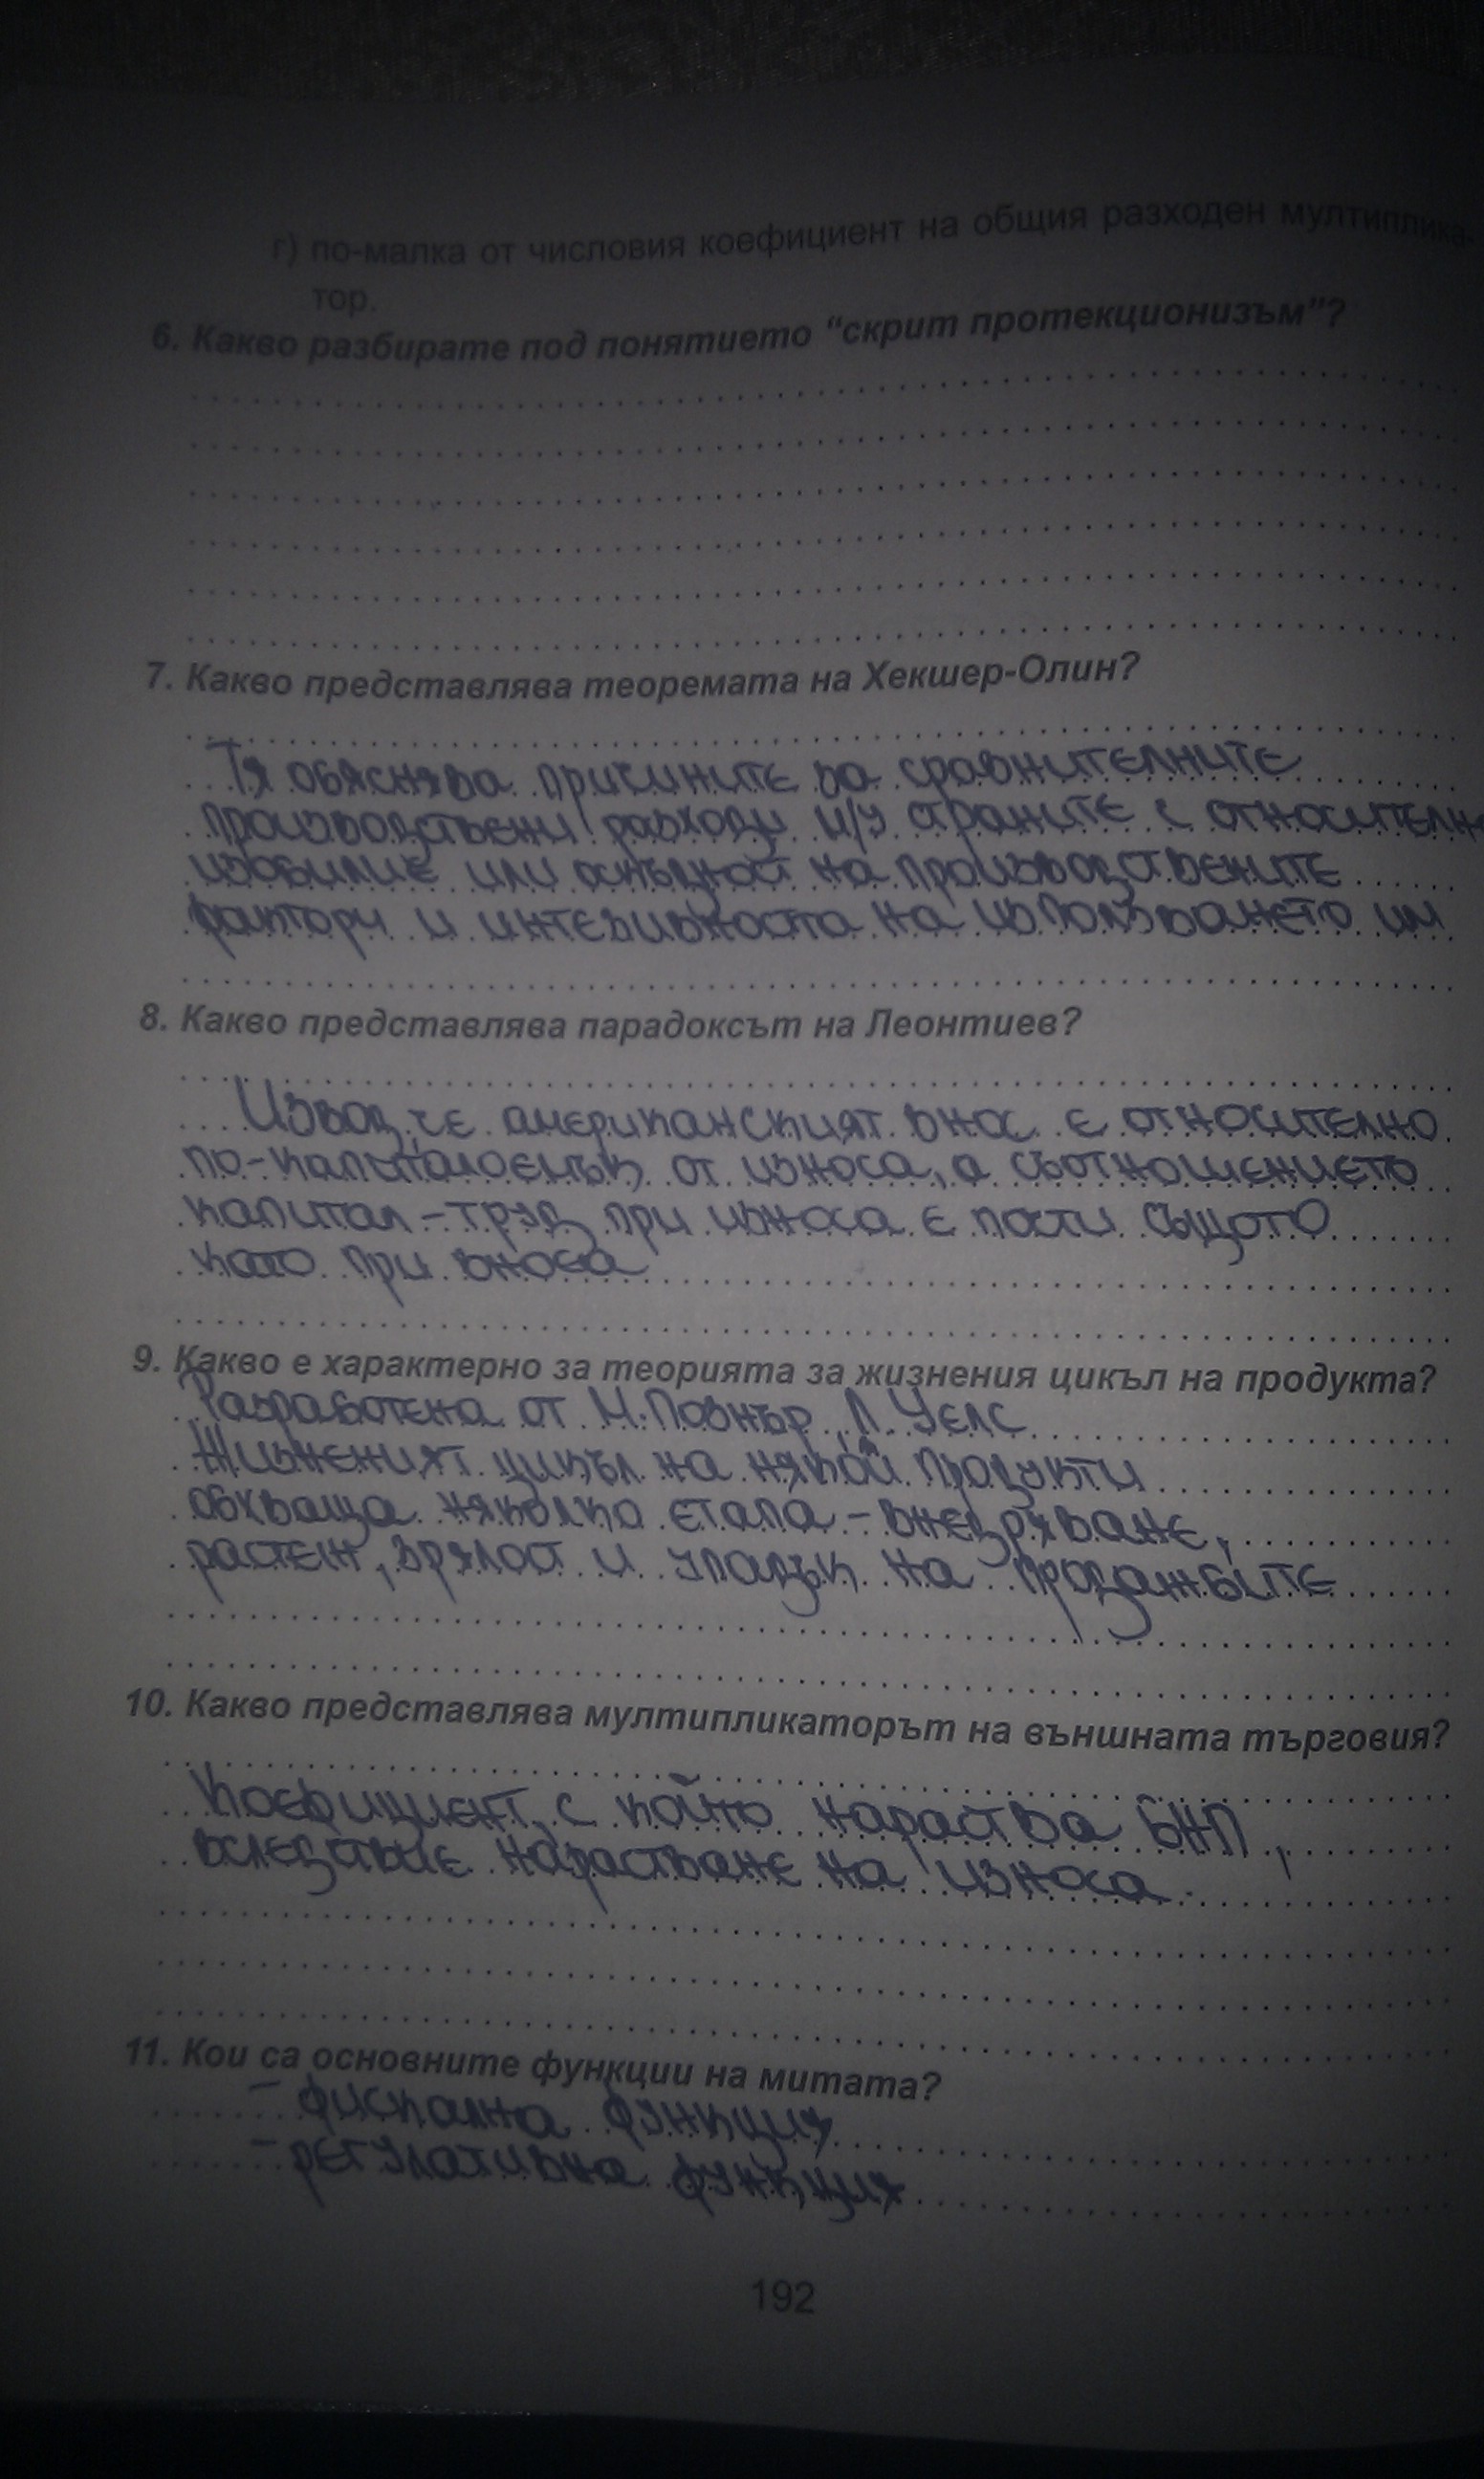 г) по-малка от числовия коефициент на общия разходен мултиплика-
тор.
6. Какво разбирате под понятието “скрит протекционизъм”?
7. Какво представлява теоремата на Хекшер-Олин?
Тя обяснява причините за сравнителните
производствени разходи м/у страните с относително
изобилие или оскъдност на производствените
фактори и интезивността на използването им
8. Какво представлява парадоксът на Леонтиев?
Извод, че американският внос е относително
по-капиталоемък от износа, а съотношението
капитал – труд при износа е почти същото
като при вноса
9. Какво е характерно за теорията за жизнения цикъл на продукта?
Разработена от М. Познър, Л. Уелс
Жизненият цикъл на някой продукти
обхваща няколко етапа – внедряване,
растеж, зрялост и упадък на продажбите
10. Какво представлява мултипликаторът на външната търговия?
Коефициент, с който нараства БНП,
вследствие нарастване на износа.
11. Кои са основните функции на митата?
- фискална функция
- регулативна функция
192